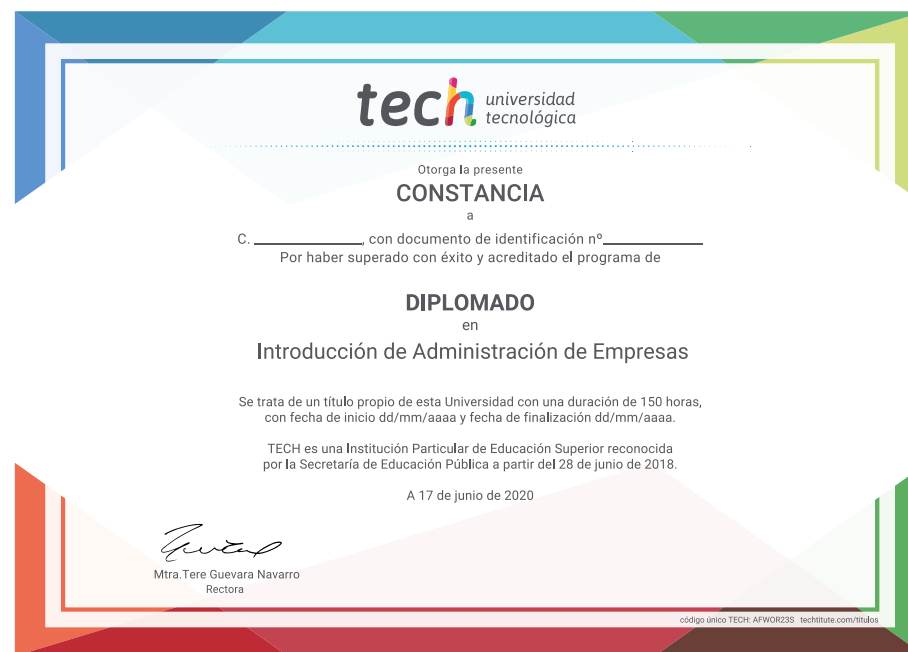 tech universidad
tecnológica
Otorga la presente
CONSTANCIA
a
C. ____________, con documento de identificación nº___________
Por haber superado con éxito y acreditado el programa de
DIPLOMADO
en
Introducción de Administración de Empresas
Se trata de un título propio de esta Universidad con una duración de 150 horas,
con fecha de inicio dd/mm/aaaa y fecha de finalización dd/mm/aaaa.
TECH es una Institución Particular de Educación Superior reconocida
por la Secretaría de Educación Pública a partir del 28 de junio de 2018.
A 17 de junio de 2020
Mtra.Tere Guevara Navarro
Rectora
código único TECH: AFWOR23S techtitute.com/titulos